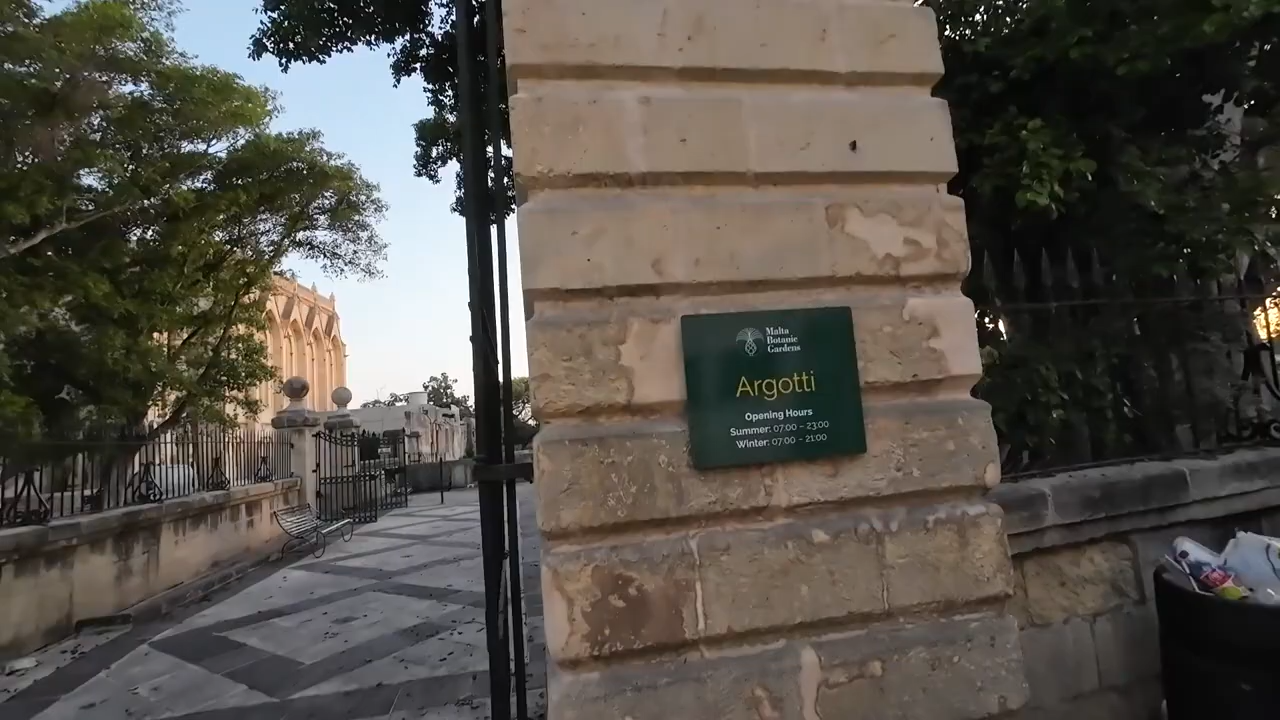 Malta
Botanic
Gardens
Argotti
Opening Hours
Summer: 07:00 - 23:00
Winter: 07:00 - 21:00